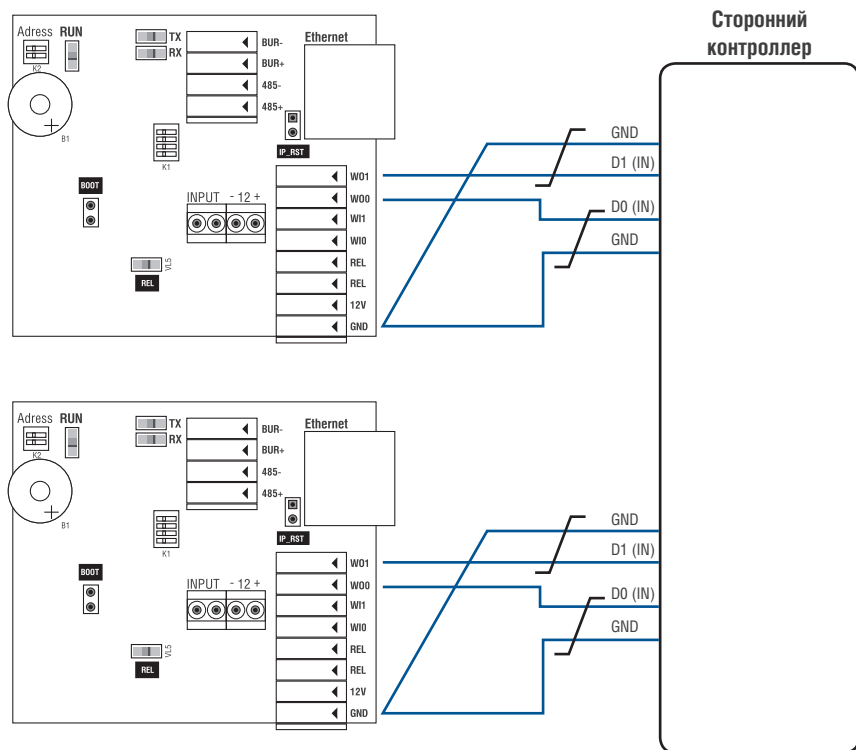 Сторонний
контроллер
Adress RUN
K2
B1
TX
RX
BUR-
BUR+
485-
485+
Ethernet
IP_RST
K1
BOOT
INPUT - 12 +
VL5
REL
WO1
WO0
WI1
WI0
REL
REL
12V
GND
GND
D1 (IN)
D0 (IN)
GND
Adress RUN
K2
B1
TX
RX
BUR-
BUR+
485-
485+
Ethernet
IP_RST
K1
BOOT
INPUT - 12 +
VL5
REL
WO1
WO0
WI1
WI0
REL
REL
12V
GND
GND
D1 (IN)
D0 (IN)
GND